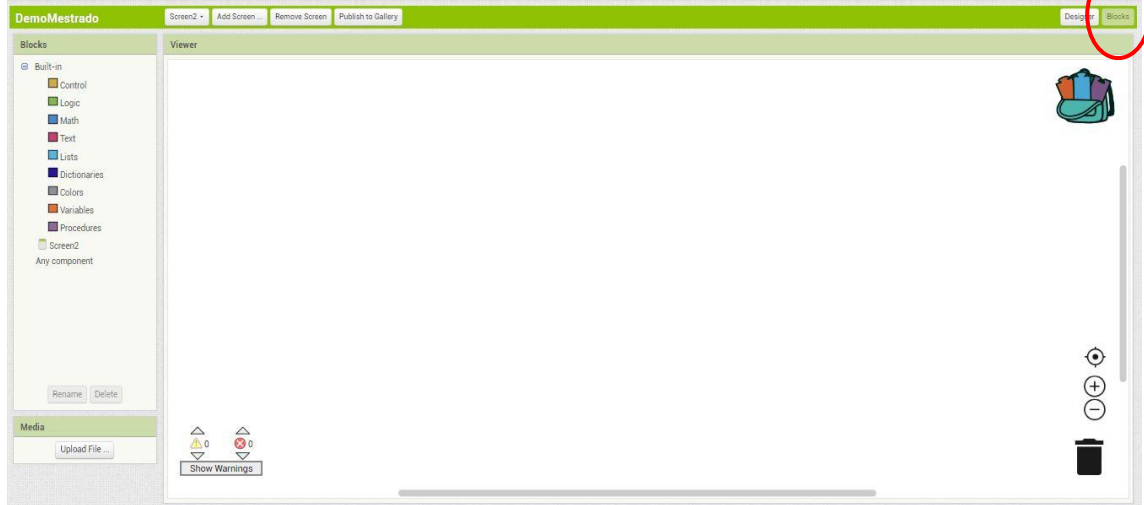 DemoMestrado Screen2 Add Screen ... Remove Screen Publish to Gallery Designer Blocks
Blocks
Viewer
Built-in
Control
Logic
Math
Text
Lists
Dictionaries
Colors
Variables
Procedures
Screen2
Any component
Rename Delete
Media
Upload File ...
0 0
Show Warnings